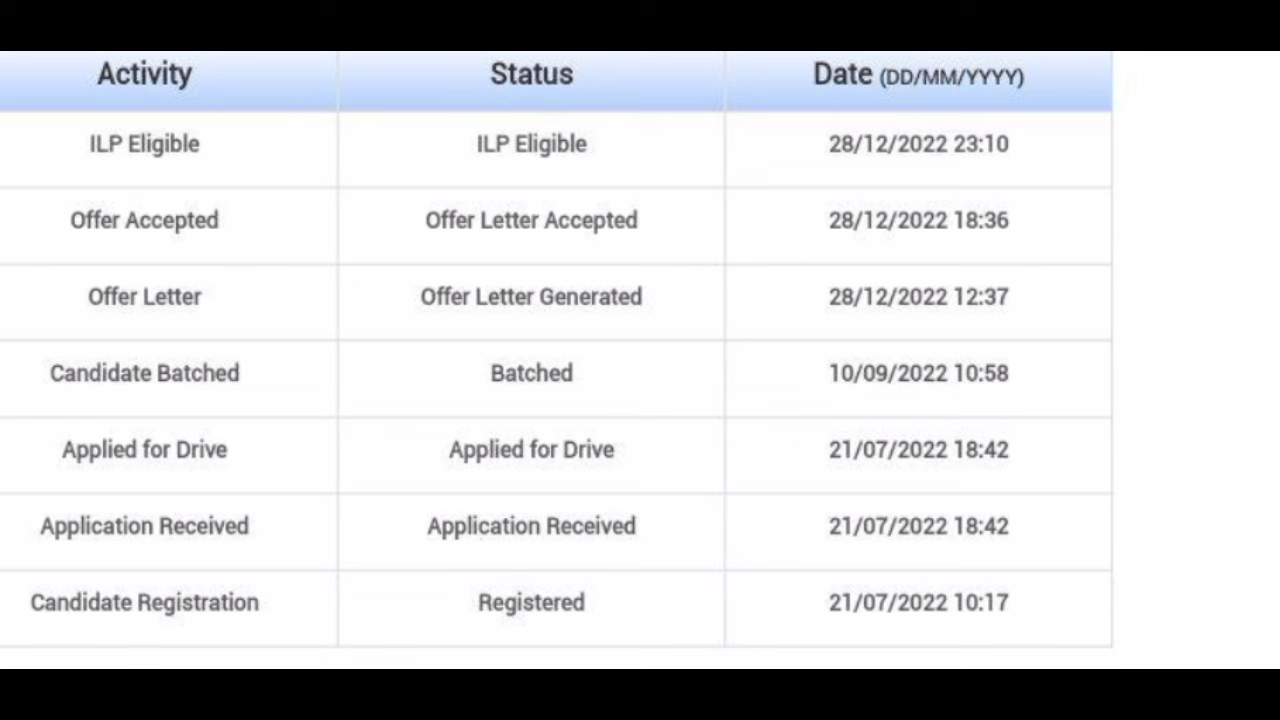 Activity Status Date (DD/MM/YYYY)
ILP Eligible ILP Eligible 28/12/2022 23:10
Offer Accepted Offer Letter Accepted 28/12/2022 18:36
Offer Letter Offer Letter Generated 28/12/2022 12:37
Candidate Batched Batched 10/09/2022 10:58
Applied for Drive Applied for Drive 21/07/2022 18:42
Application Received Application Received 21/07/2022 18:42
Candidate Registration Registered 21/07/2022 10:17